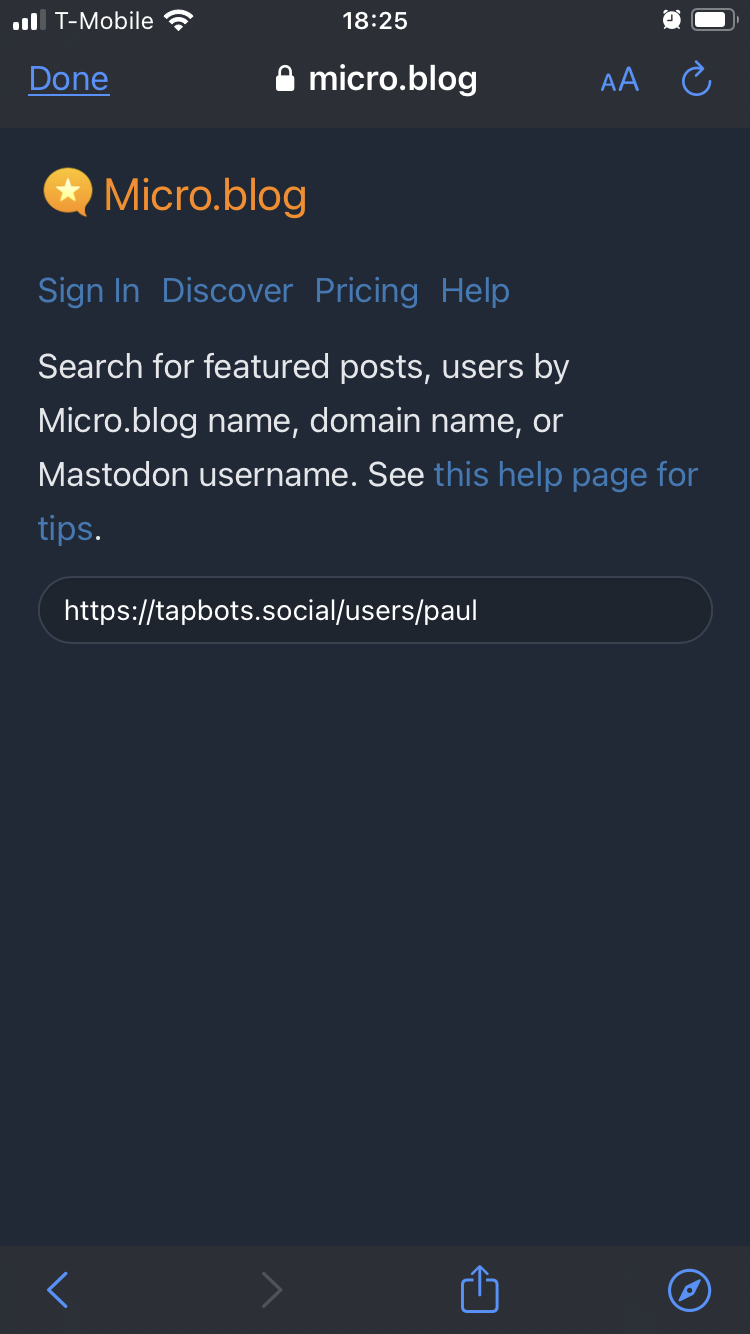 T-Mobile 18:25
Done micro.blog AA
Micro.blog
Sign In Discover Pricing Help
Search for featured posts, users by
Micro.blog name, domain name, or
Mastodon username. See this help page for
tips.
https://tapbots.social/users/paul